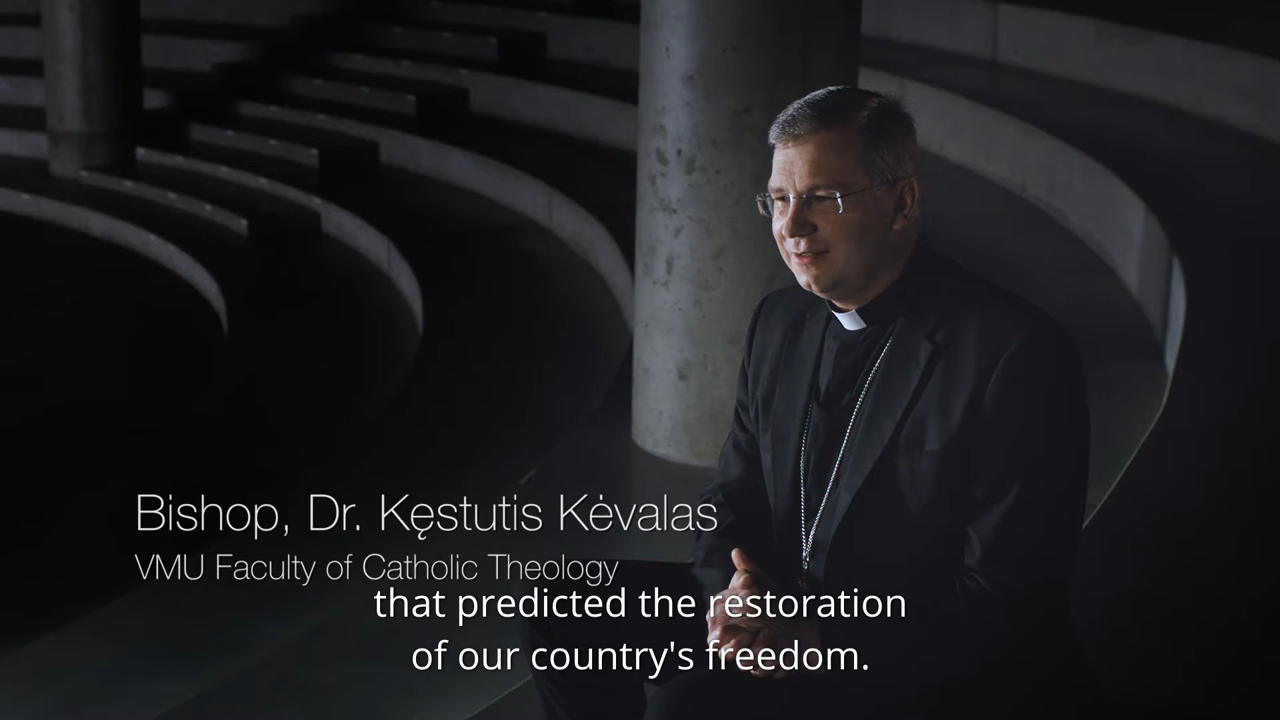 Bishop, Dr. Kęstutis Kėvalas
VMU Faculty of Catholic Theology
that predicted the restoration
of our country's freedom.